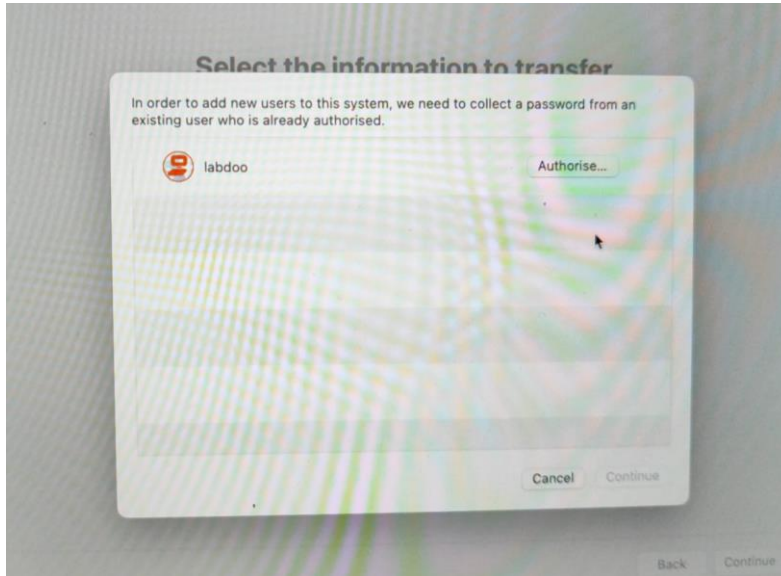 Select the information to transfer
In order to add new users to this system, we need to collect a password from an
existing user who is already authorised.
labdoo
Authorise...
Cancel
Continue
Back
Continue